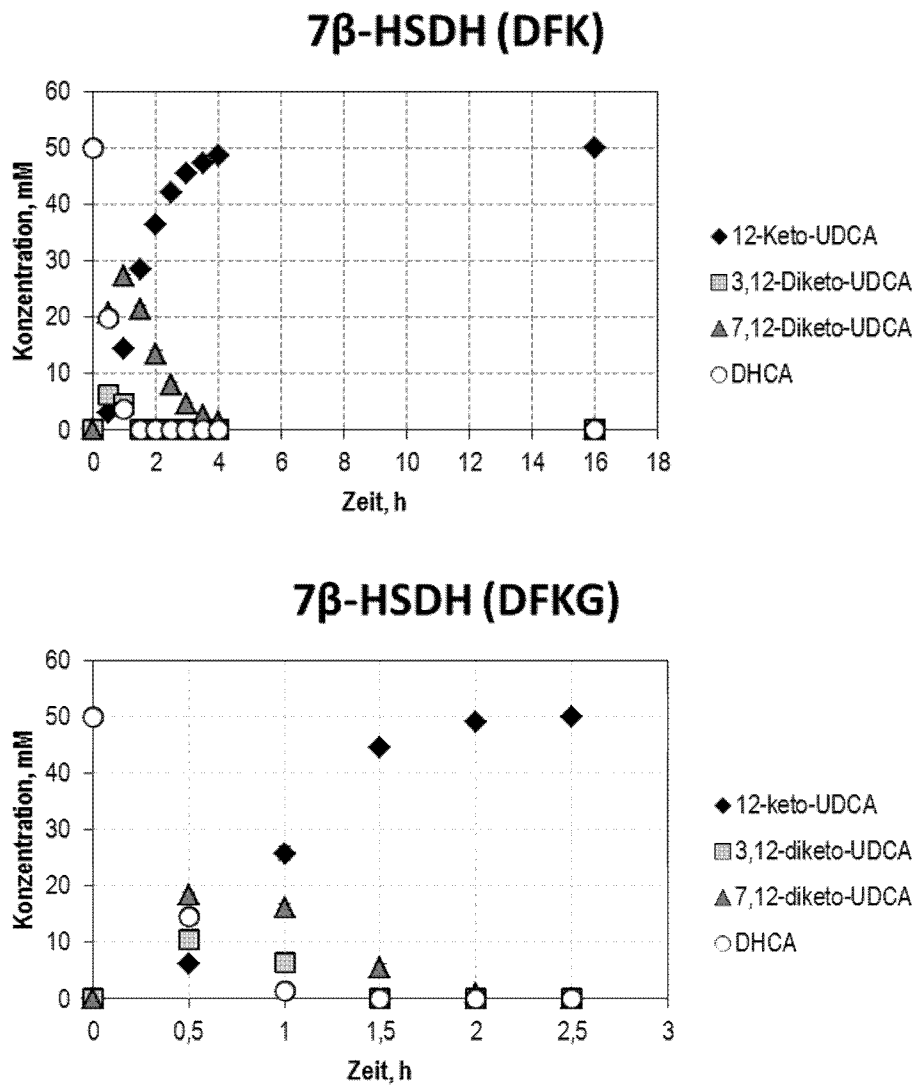 7β-HSDH (DFK)
60
50
40
30
20
10
0
Konzentration, mM
0 2 4 6 8 10 12 14 16 18
Zeit, h
12-Keto-UDCA
3,12-Diketo-UDCA
7,12-Diketo-UDCA
DHCA
7β-HSDH (DFKG)
60
50
40
30
20
10
0
Konzentration, mM
0 0,5 1 1,5 2 2,5 3
Zeit, h
12-keto-UDCA
3,12-diketo-UDCA
7,12-diketo-UDCA
DHCA